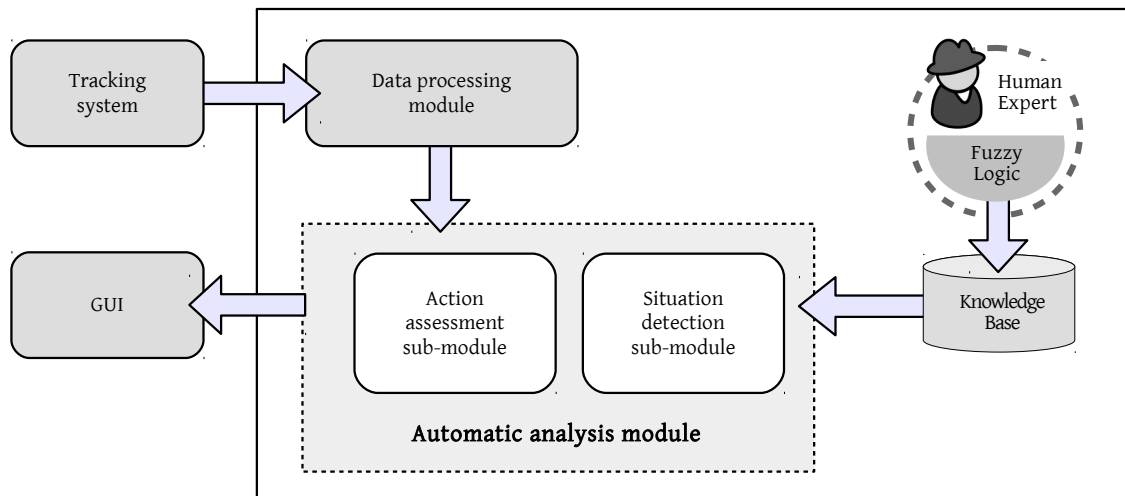 Tracking
system
Data processing
module
Human
Expert
Fuzzy
Logic
GUI
Action
assessment
sub-module
Situation
detection
sub-module
Knowledge
Base
Automatic analysis module